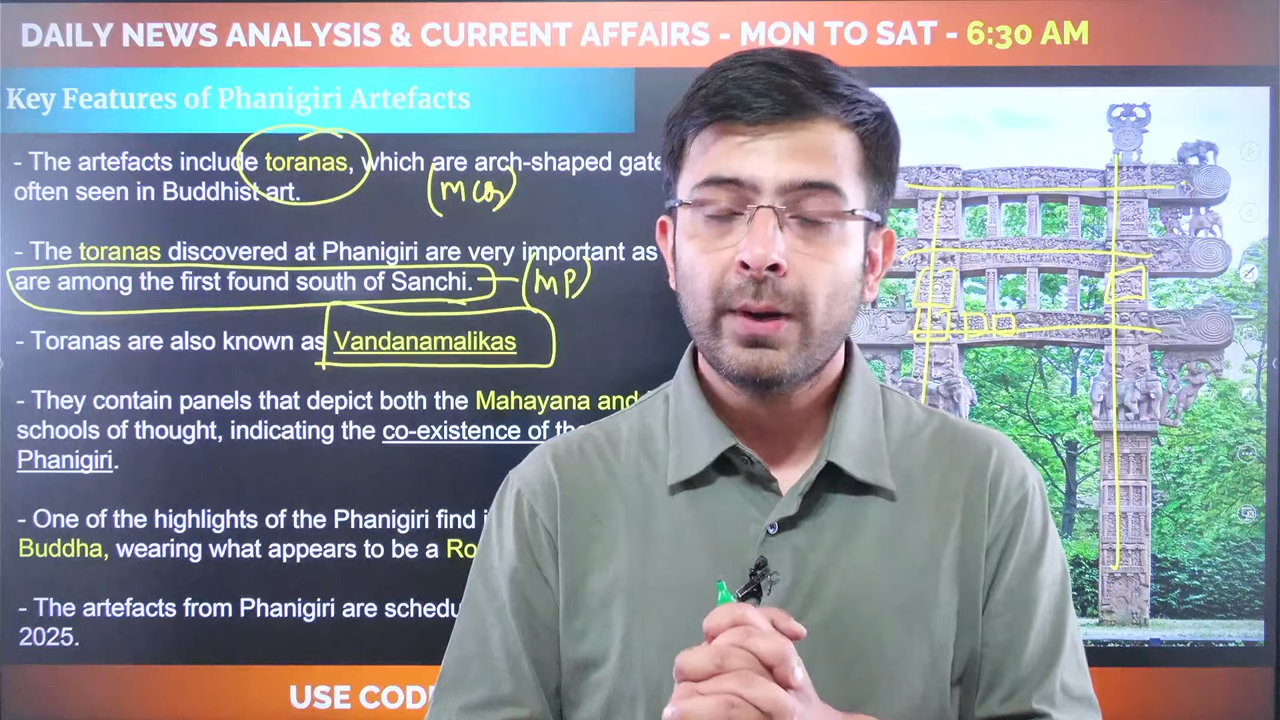 DAILY NEWS ANALYSIS & CURRENT AFFAIRS - MON TO SAT - 6:30 AM
Key Features of Phanigiri Artefacts
- The artefacts include toranas, which are arch-shaped gate
often seen in Buddhist art.
(MCQ)
- The toranas discovered at Phanigiri are very important as
are among the first found south of Sanchi. - (MP)
- Toranas are also known as Vandanamalikas
- They contain panels that depict both the Mahayana and
schools of thought, indicating the co-existence of
Phanigiri.
- One of the highlights of the Phanigiri find
Buddha, wearing what appears to be a Ro
- The artefacts from Phanigiri are schedu
2025.
USE COD